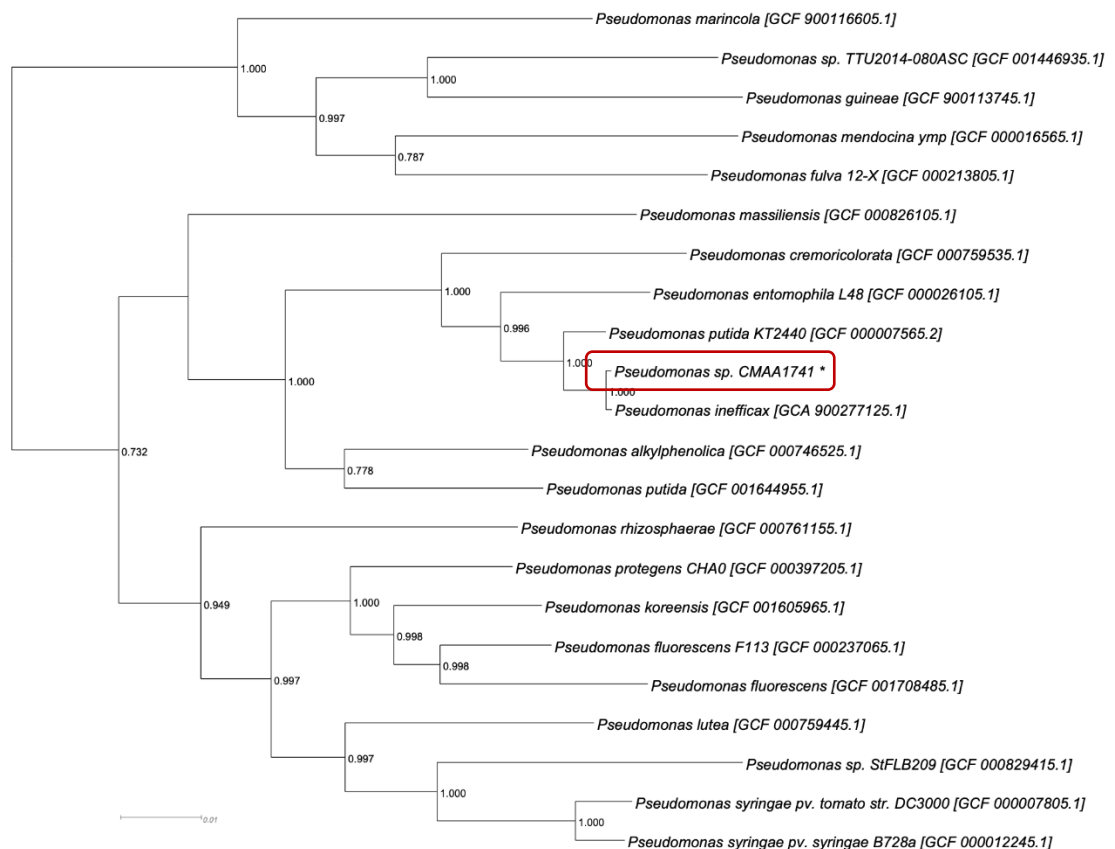 Pseudomonas marincola [GCF 900116605.1]
Pseudomonas sp. TTU2014-080ASC [GCF 001446935.1]
1.000
Pseudomonas guineae [GCF 900113745.1]
1.000
0.997
Pseudomonas mendocina ymp [GCF 000016565.1]
0.787
Pseudomonas fulva 12-X [GCF 000213805.1]
Pseudomonas massiliensis [GCF 000826105.1]
Pseudomonas cremoricolorata [GCF 000759535.1]
1.000
Pseudomonas entomophila L48 [GCF 000026105.1]
0.996
Pseudomonas putida KT2440 [GCF 000007565.2]
1.000
Pseudomonas sp. CMAA1741 *
1.000
1.000
Pseudomonas inefficax [GCA 900277125.1]
0.732
Pseudomonas alkylphenolica [GCF 000746525.1]
0.778
Pseudomonas putida [GCF 001644955.1]
Pseudomonas rhizosphaerae [GCF 000761155.1]
Pseudomonas protegens CHA0 [GCF 000397205.1]
0.949
1.000
Pseudomonas koreensis [GCF 001605965.1]
0.998
Pseudomonas fluorescens F113 [GCF 000237065.1]
0.998
0.997
Pseudomonas fluorescens [GCF 001708485.1]
Pseudomonas lutea [GCF 000759445.1]
0.997
Pseudomonas sp. StFLB209 [GCF 000829415.1]
1.000
Pseudomonas syringae pv. tomato str. DC3000 [GCF 000007805.1]
1.000
Pseudomonas syringae pv. syringae B728a [GCF 000012245.1]
0.01